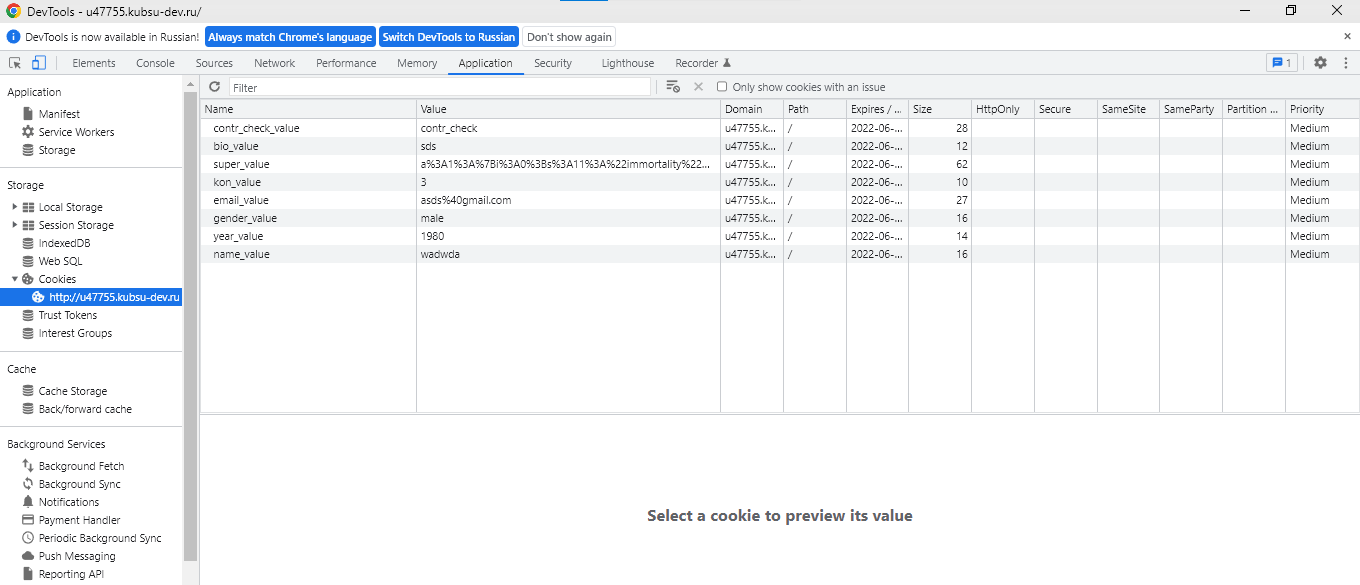 DevTools - u47755.kubsu-dev.ru/
DevTools is now available in Russian! Always match Chrome's language Switch DevTools to Russian Don't show again
Elements Console Sources Network Performance Memory Application Security Lighthouse Recorder 1
Application
Manifest
Service Workers
Storage
Storage
Local Storage
Session Storage
IndexedDB
Web SQL
Cookies
http://u47755.kubsu-dev.ru
Trust Tokens
Interest Groups
Cache
Cache Storage
Back/forward cache
Background Services
Background Fetch
Background Sync
Notifications
Payment Handler
Periodic Background Sync
Push Messaging
Reporting API
Filter Only show cookies with an issue
Name Value Domain Path Expires / ... Size HttpOnly Secure SameSite SameParty Partition ... Priority
contr_check_value contr_check u47755.k... / 2022-06-... 28 Medium
bio_value sds u47755.k... / 2022-06-... 12 Medium
super_value a%3A1%3A%7Bi%3A0%3Bs%3A11%3A%22immortality%22... u47755.k... / 2022-06-... 62 Medium
kon_value 3 u47755.k... / 2022-06-... 10 Medium
email_value asds%40gmail.com u47755.k... / 2022-06-... 27 Medium
gender_value male u47755.k... / 2022-06-... 16 Medium
year_value 1980 u47755.k... / 2022-06-... 14 Medium
name_value wadwda u47755.k... / 2022-06-... 16 Medium
Select a cookie to preview its value